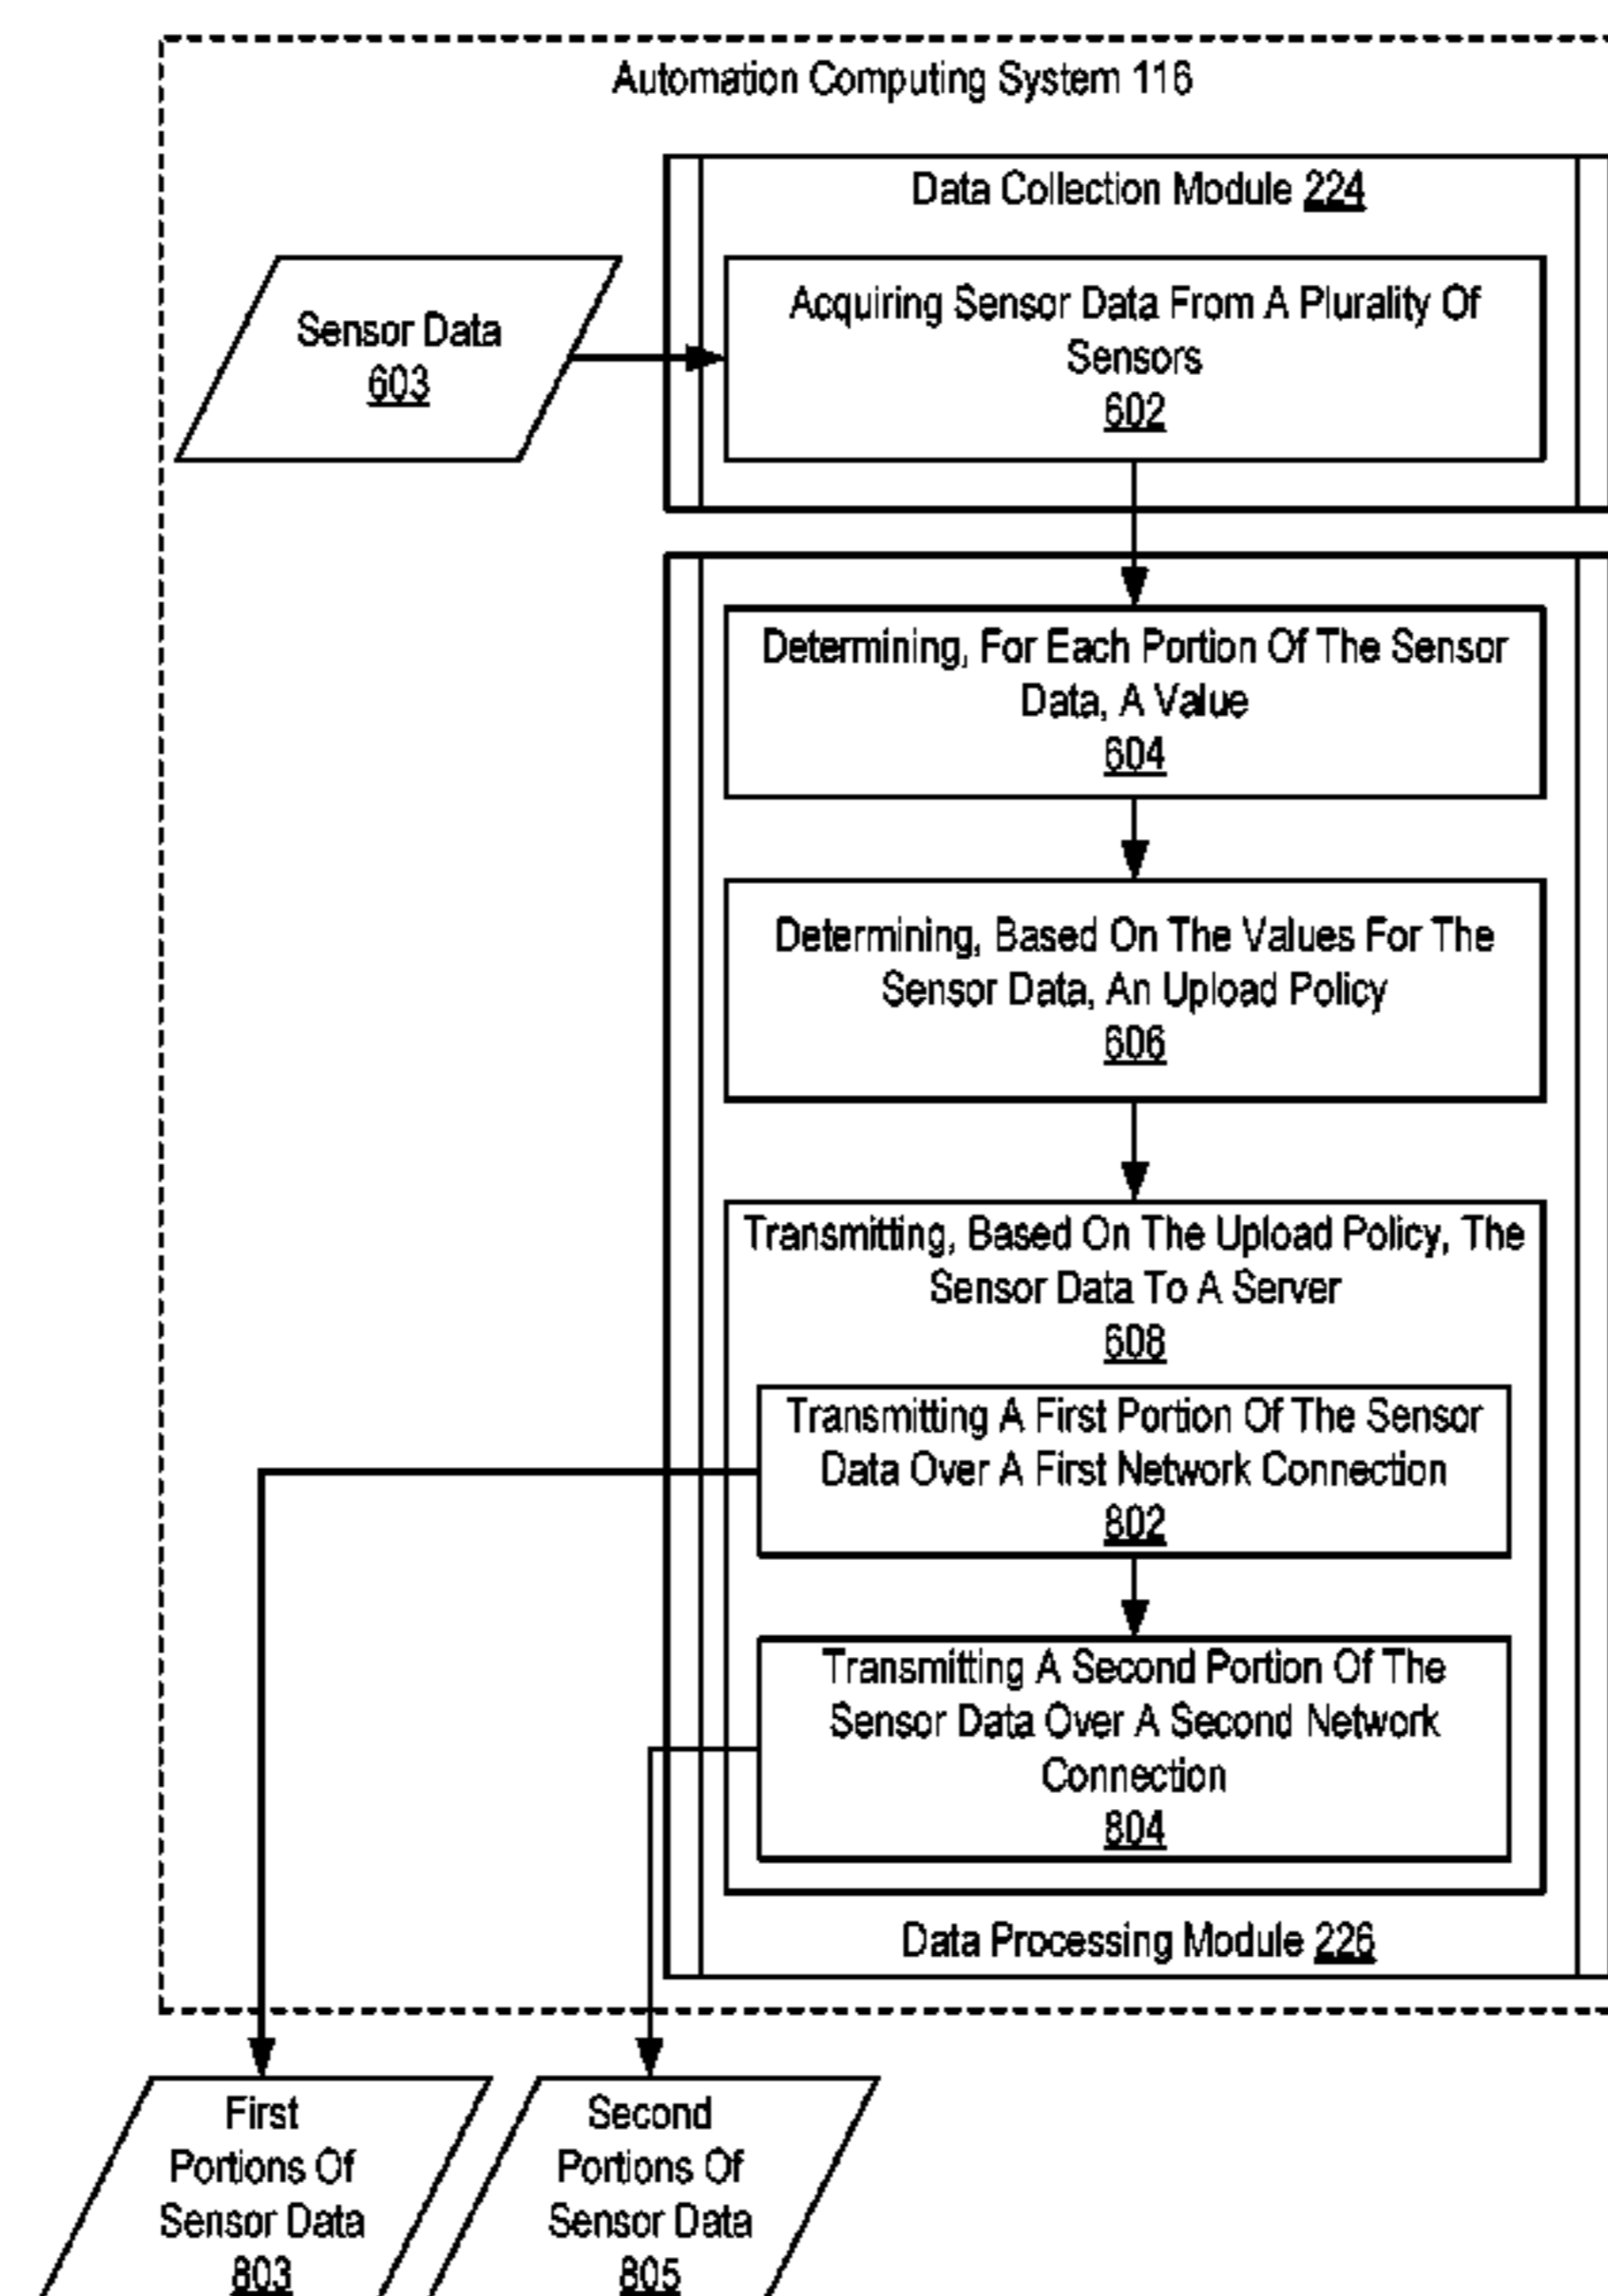 Automation Computing System 116
Data Collection Module 224
Sensor Data
603
Acquiring Sensor Data From A Plurality Of
Sensors
602
Determining, For Each Portion Of The Sensor
Data, A Value
604
Determining, Based On The Values For The
Sensor Data, An Upload Policy
606
Transmitting, Based On The Upload Policy, The
Sensor Data To A Server
608
Transmitting A First Portion Of The Sensor
Data Over A First Network Connection
802
Transmitting A Second Portion Of The
Sensor Data Over A Second Network
Connection
804
Data Processing Module 226
First
Portions Of
Sensor Data
803
Second
Portions Of
Sensor Data
805